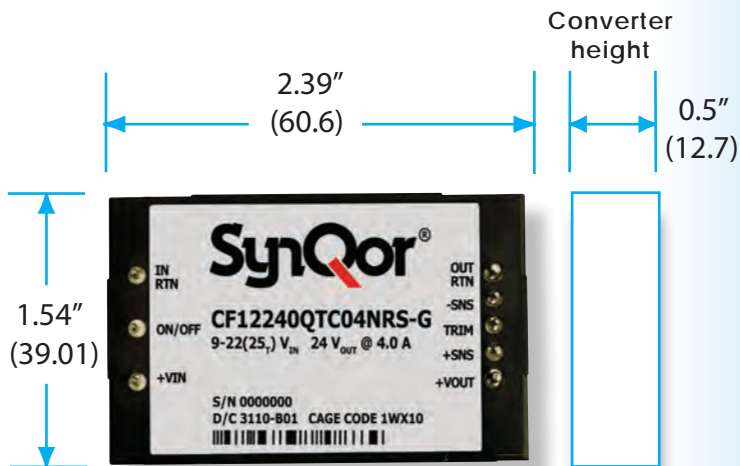 Converter
height
2.39"
(60.6)
0.5"
(12.7)
1.54"
(39.01)
SynQor®
IN
RTN
ON/OFF
+VIN
OUT
RTN
-SNS
TRIM
+SNS
+VOUT
CF12240QTC04NRS-G
9-22(25T) VIN 24 VOUT @ 4.0 A
S/N 0000000
D/C 3110-B01 CAGE CODE 1WX10